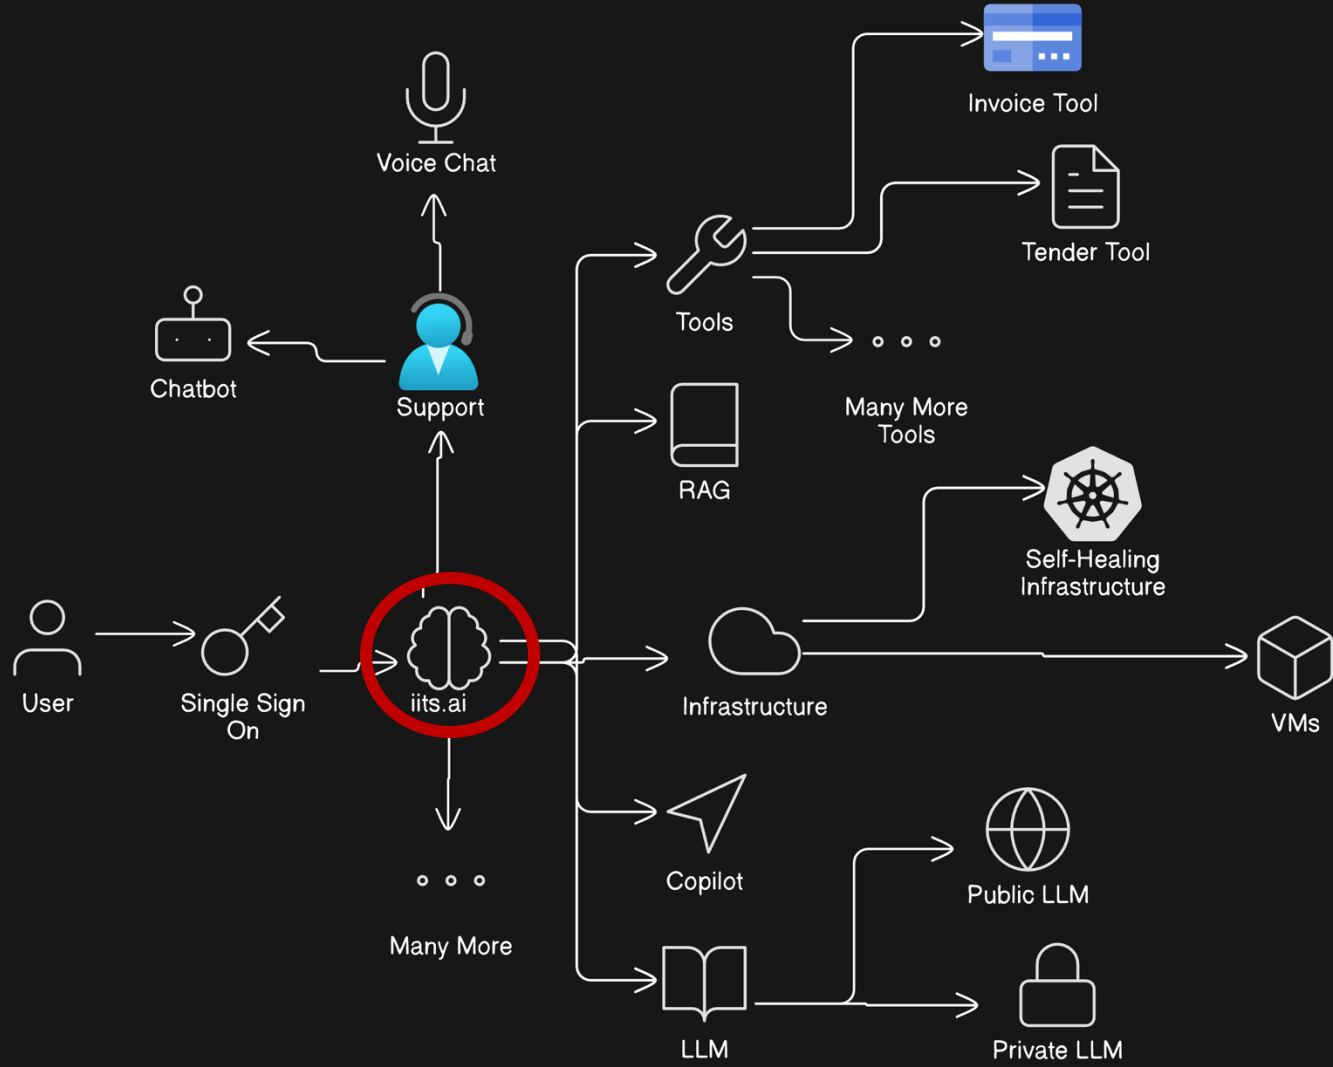 Invoice Tool
Voice Chat
Tender Tool
Tools
Chatbot
Support
Many More
Tools
RAG
Self-Healing
Infrastructure
User
Single Sign
On
iits.ai
Infrastructure
VMs
Copilot
Public LLM
Many More
LLM
Private LLM